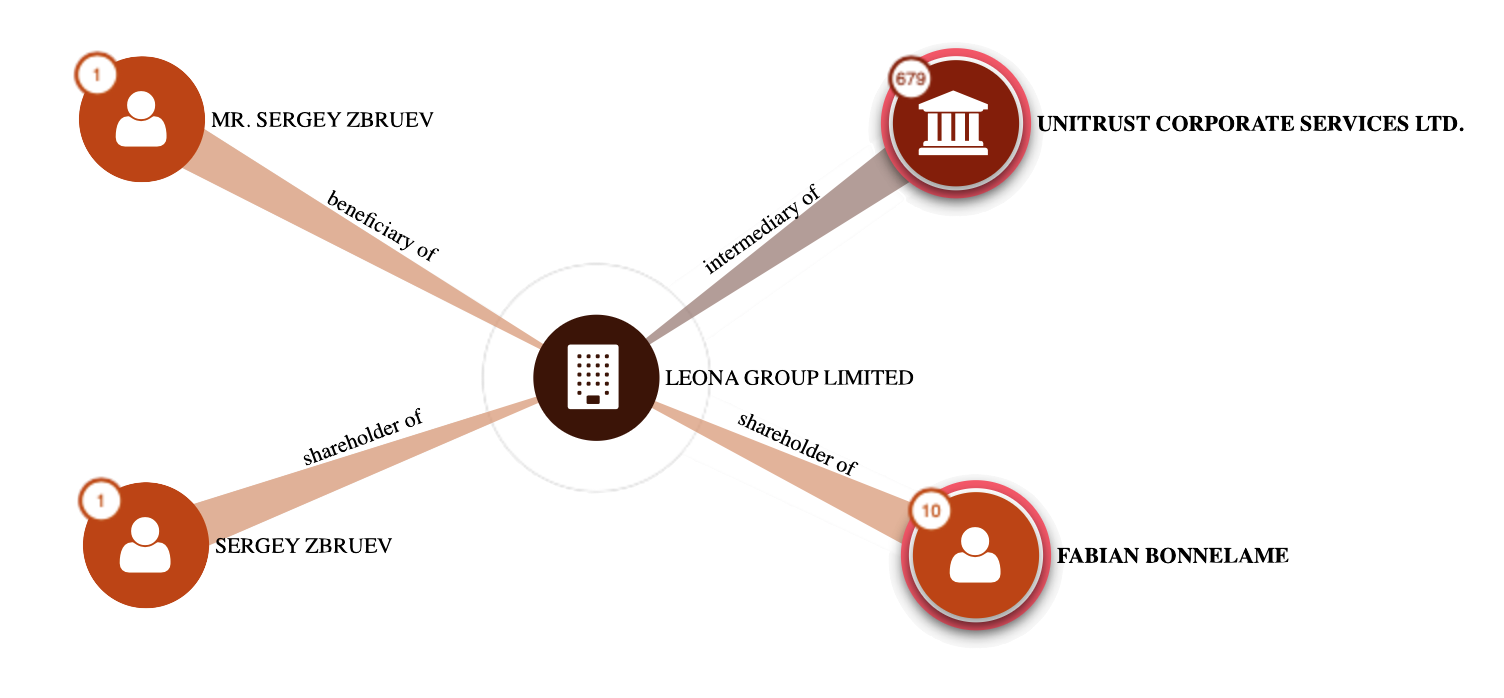 1
MR. SERGEY ZBRUEV
679
UNITRUST CORPORATE SERVICES LTD.
beneficiary of
intermediary of
LEONA GROUP LIMITED
shareholder of
shareholder of
1
SERGEY ZBRUEV
10
FABIAN BONNELAME